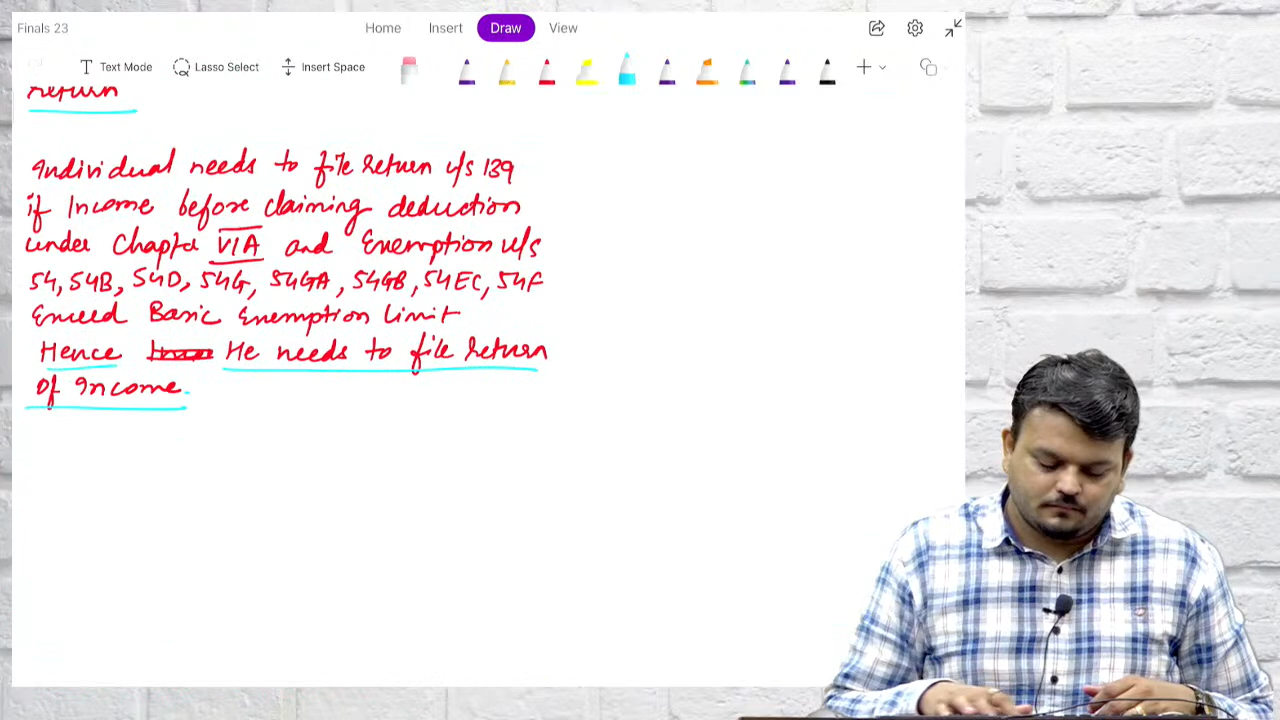 Finals 23
Home Insert Draw View
Text Mode Lasso Select Insert Space
Return
Individual needs to file Return u/s 139
if Income before claiming deduction
under Chapter VIA and Exemption u/s
54, 54B, 54D, 54G, 54GA, 54GB, 54EC, 54F
Exceed Basic Exemption Limit
Hence He needs to file return
Of Income.